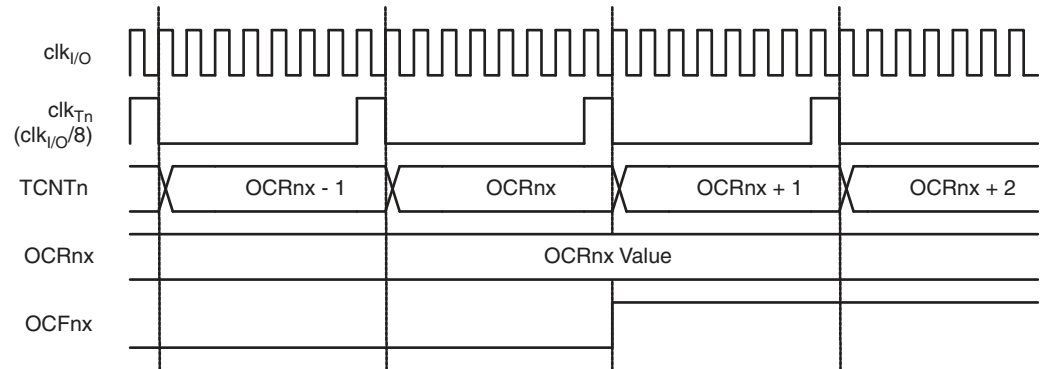 clkI/O
clkTn
(clkI/O/8)
TCNTn OCRnx - 1 OCRnx OCRnx + 1 OCRnx + 2
OCRnx OCRnx Value
OCFnx